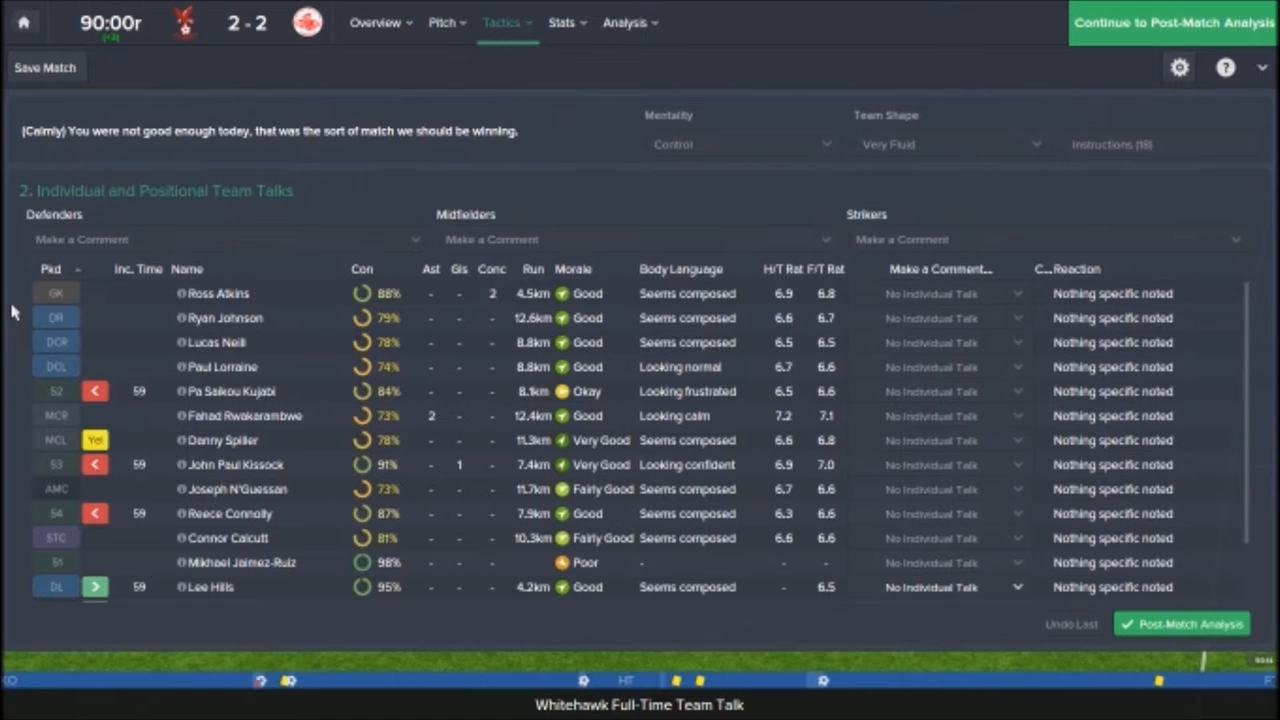 90:00r 2 - 2 Overview Pitch Tactics Stats Analysis Continue to Post-Match Analysis
(+3)
Save Match ?
Mentality Team Shape
(Calmly) You were not good enough today, that was the sort of match we should be winning.
Control Very Fluid Instructions (18)
2. Individual and Positional Team Talks
Defenders Midfielders Strikers
Make a Comment Make a Comment Make a Comment
Pkd Inc. Time Name Con Ast Gls Conc Run Morale Body Language H/T Rat F/T Rat Make a Comment... C... Reaction
GK Ross Atkins 88% - - 2 4.5km Good Seems composed 6.9 6.8 No Individual Talk Nothing specific noted
DR Ryan Johnson 79% - - - 12.6km Good Seems composed 6.6 6.7 No Individual Talk Nothing specific noted
DCR Lucas Neill 78% - - - 8.8km Good Seems composed 6.5 6.5 No Individual Talk Nothing specific noted
DCL Paul Lorraine 74% - - - 8.8km Good Looking normal 6.7 6.6 No Individual Talk Nothing specific noted
S2 < 59 Pa Saikou Kujabi 84% - - - 8.1km Okay Looking frustrated 6.5 6.6 No Individual Talk Nothing specific noted
MCR Fahad Rwakarambwe 73% 2 - - 12.4km Good Looking calm 7.2 7.1 No Individual Talk Nothing specific noted
MCL Yel Danny Spiller 78% - - - 11.3km Very Good Seems composed 6.6 6.8 No Individual Talk Nothing specific noted
S3 < 59 John Paul Kissock 91% - 1 - 7.4km Very Good Looking confident 6.9 7.0 No Individual Talk Nothing specific noted
AMC Joseph N'Guessan 73% - - - 11.7km Fairly Good Seems composed 6.7 6.6 No Individual Talk Nothing specific noted
S4 < 59 Reece Connolly 87% - - - 7.9km Good Seems composed 6.3 6.6 No Individual Talk Nothing specific noted
STC Connor Calcutt 81% - - - 10.3km Fairly Good Seems composed 6.6 6.6 No Individual Talk Nothing specific noted
S1 Mikhael Jaimez-Ruiz 98% - - - Poor - - - No Individual Talk Nothing specific noted
DL > 59 Lee Hills 95% - - - 4.2km Good Seems composed - 6.5 No Individual Talk Nothing specific noted
Undo Last Post-Match Analysis
HT
Whitehawk Full-Time Team Talk